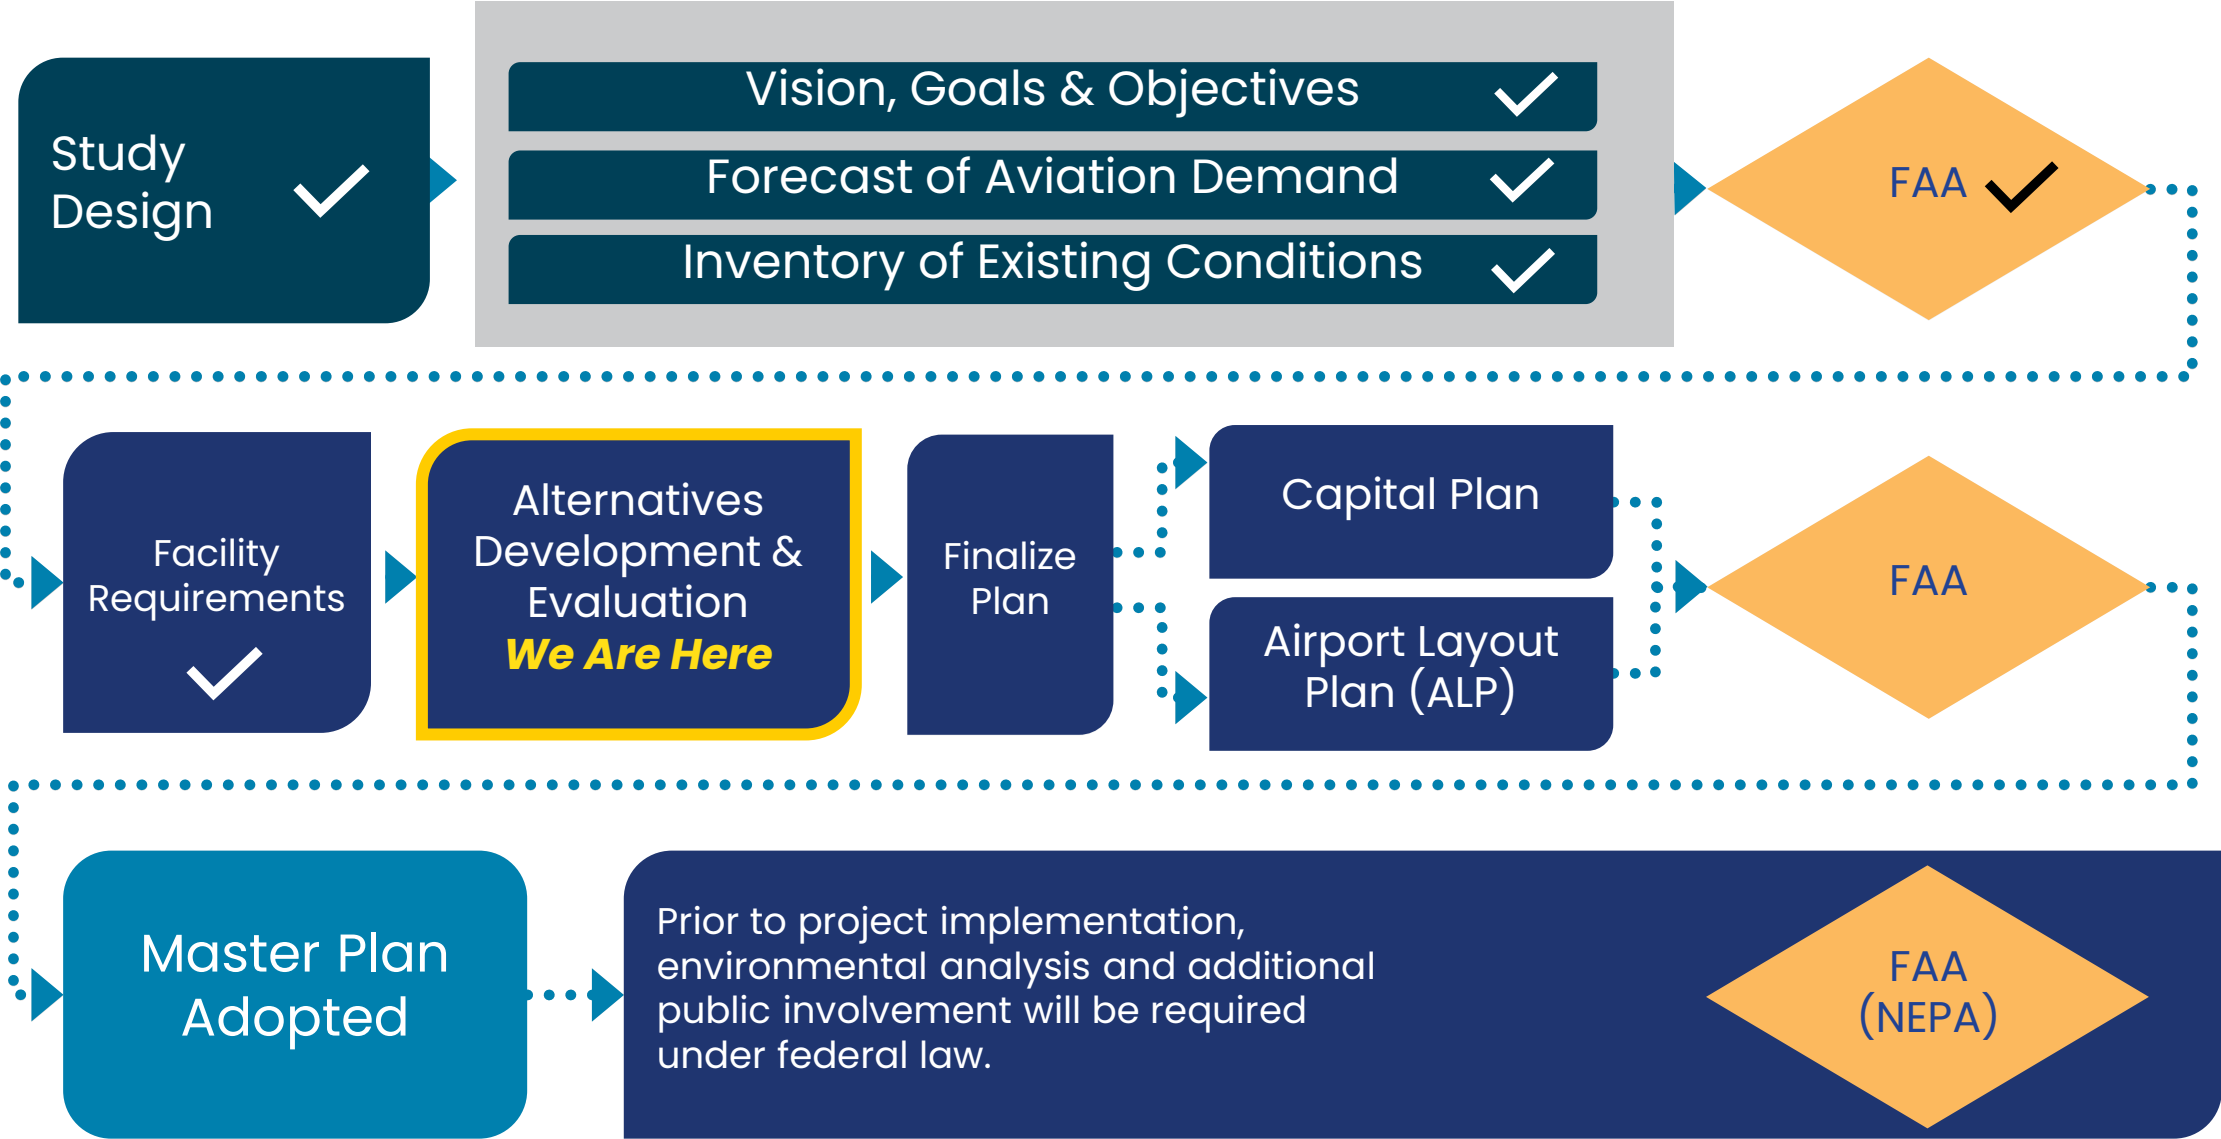 Study
Design
Vision, Goals & Objectives
Forecast of Aviation Demand
Inventory of Existing Conditions
FAA
Facility
Requirements
Alternatives
Development &
Evaluation
We Are Here
Finalize
Plan
Capital Plan
Airport Layout
Plan (ALP)
FAA
Master Plan
Adopted
Prior to project implementation,
environmental analysis and additional
public involvement will be required
under federal law.
FAA
(NEPA)